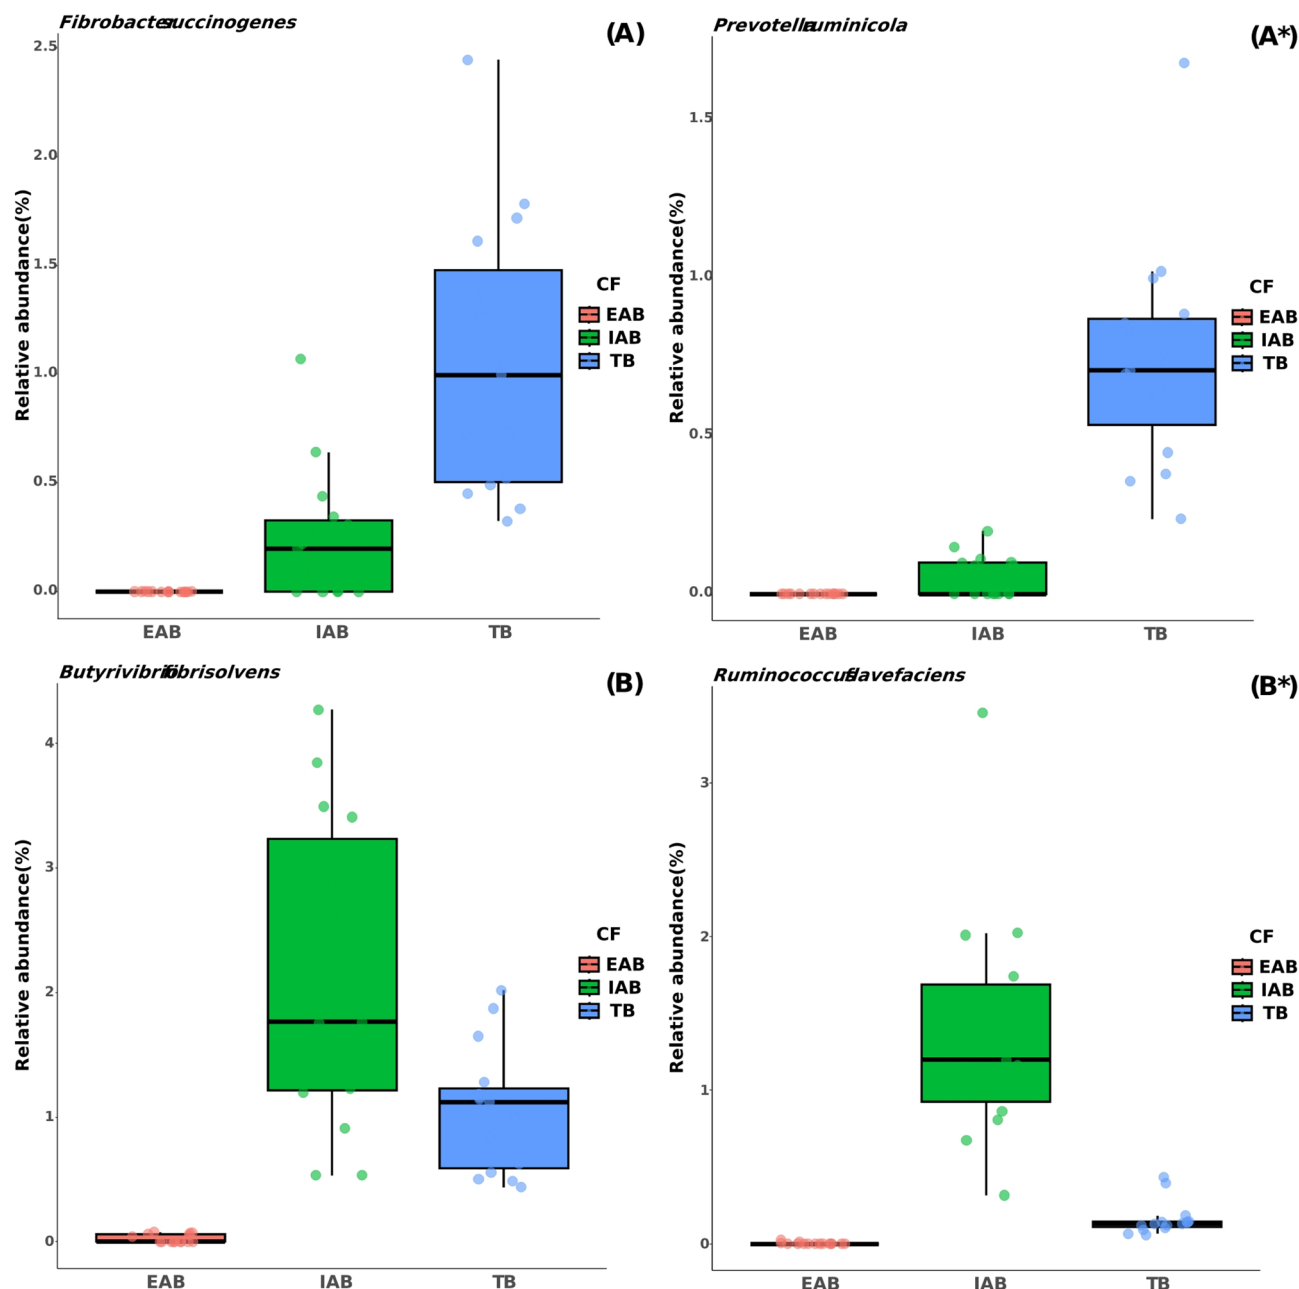 Fibrobacter succinogenes (A)
2.5
2.0
1.5
1.0
0.5
0.0
Relative abundance(%)
EAB IAB TB
CF
EAB
IAB
TB
Prevotella ruminicola (A*)
1.5
1.0
0.5
0.0
Relative abundance(%)
EAB IAB TB
CF
EAB
IAB
TB
Butyrivibrio fibrisolvens (B)
4
3
2
1
0
Relative abundance(%)
EAB IAB TB
CF
EAB
IAB
TB
Ruminococcus flavefaciens (B*)
3
2
1
0
Relative abundance(%)
EAB IAB TB
CF
EAB
IAB
TB